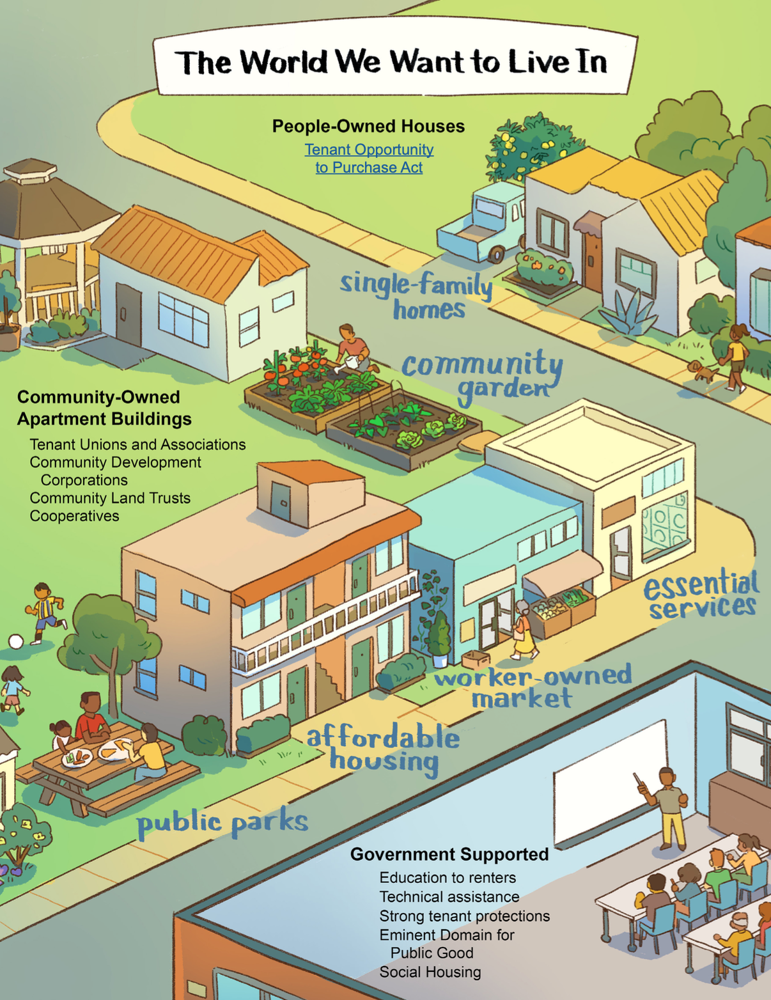 The World We Want to Live In
People-Owned Houses
Tenant Opportunity
to Purchase Act
single-family
homes
community
garden
Community-Owned
Apartment Buildings
Tenant Unions and Associations
Community Development
Corporations
Community Land Trusts
Cooperatives
essential
services
worker-owned
market
affordable
housing
public parks
Government Supported
Education to renters
Technical assistance
Strong tenant protections
Eminent Domain for
Public Good
Social Housing